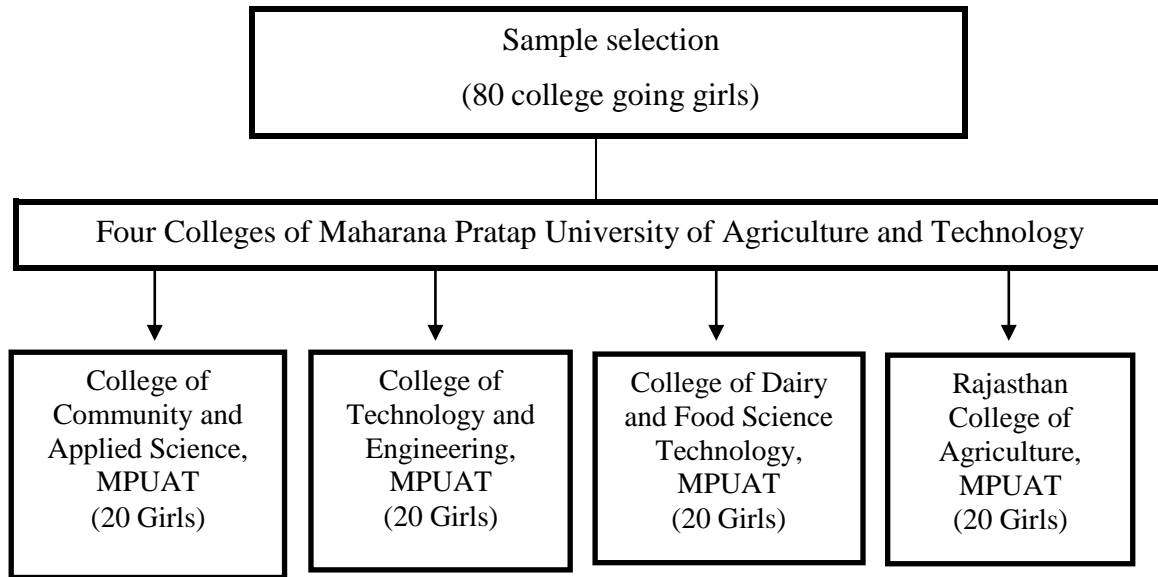 Sample selection
(80 college going girls)
Four Colleges of Maharana Pratap University of Agriculture and Technology
College of
Community and
Applied Science,
MPUAT
(20 Girls)
College of
Technology and
Engineering,
MPUAT
(20 Girls)
College of Dairy
and Food Science
Technology,
MPUAT
(20 Girls)
Rajasthan
College of
Agriculture,
MPUAT
(20 Girls)